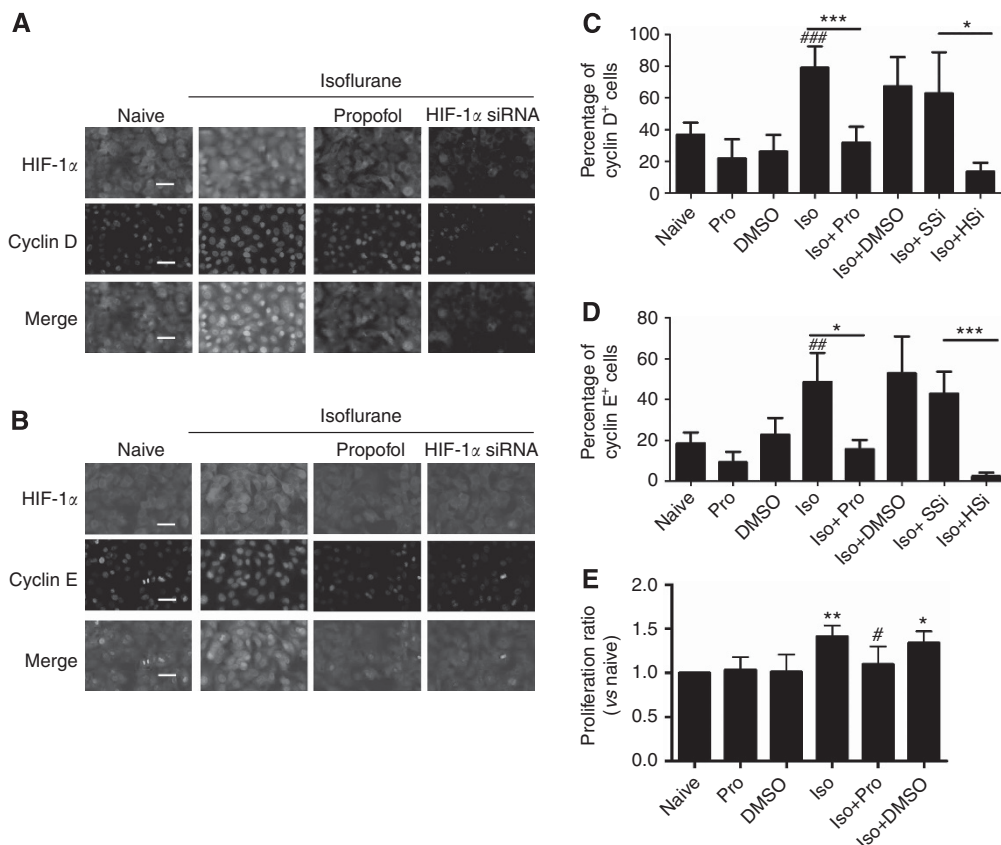 A
Isoflurane
Naive
Propofol
HIF-1α siRNA
HIF-1α
Cyclin D
Merge
B
Isoflurane
Naive
Propofol
HIF-1α siRNA
HIF-1α
Cyclin E
Merge
C
Percentage of
cyclin D+ cells
100
80
60
40
20
0
###
***
*
Naive
Pro
DMSO
Iso
Iso+ Pro
Iso+DMSO
Iso+ SSi
Iso+HSi
D
Percentage of
cyclin E+ cells
80
60
40
20
0
##
*
***
Naive
Pro
DMSO
Iso
Iso+ Pro
Iso+DMSO
Iso+ SSi
Iso+HSi
E
Proliferation ratio
(vs naive)
2.0
1.5
1.0
0.5
0.0
**
#
*
Naive
Pro
DMSO
Iso
Iso+Pro
Iso+DMSO